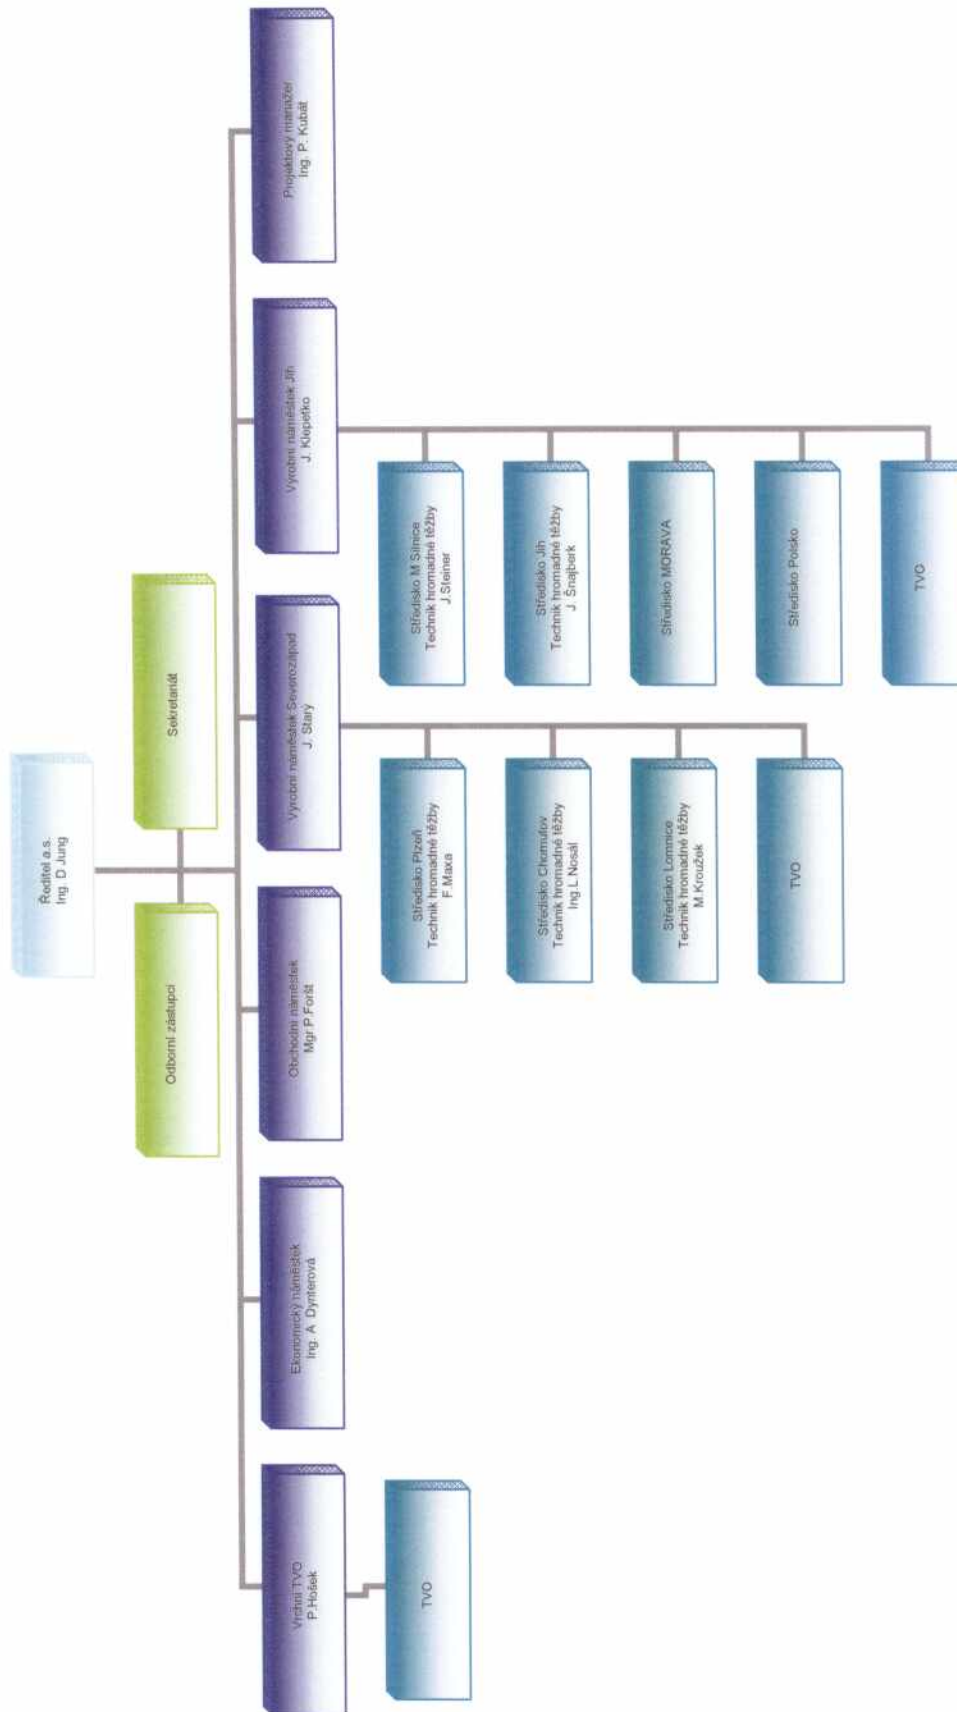 Ředitel a.s.
Ing. D Jung
Odborní zástupci
Sekretariát
Vrchní TVO
P.Hošek
Ekonomický náměstek
Ing. A Dynterová
Obchodní náměstek
Mgr P.Foršt
Výrobní náměstek Severozápad
J. Starý
Výrobní náměstek Jih
J. Klepetko
Projektový manažer
Ing. P. Kubát
TVO
Středisko Plzeň
Technik hromadné těžby
F.Maxa
Středisko Chomutov
Technik hromadné těžby
Ing L.Nosál
Středisko Lomnice
Technik hromadné těžby
M.Kroužek
TVO
Středisko M Silnice
Technik hromadné těžby
J.Steiner
Středisko Jih
Technik hromadné těžby
J. Šnajberk
Středisko MORAVA
Středisko Polsko
TVO